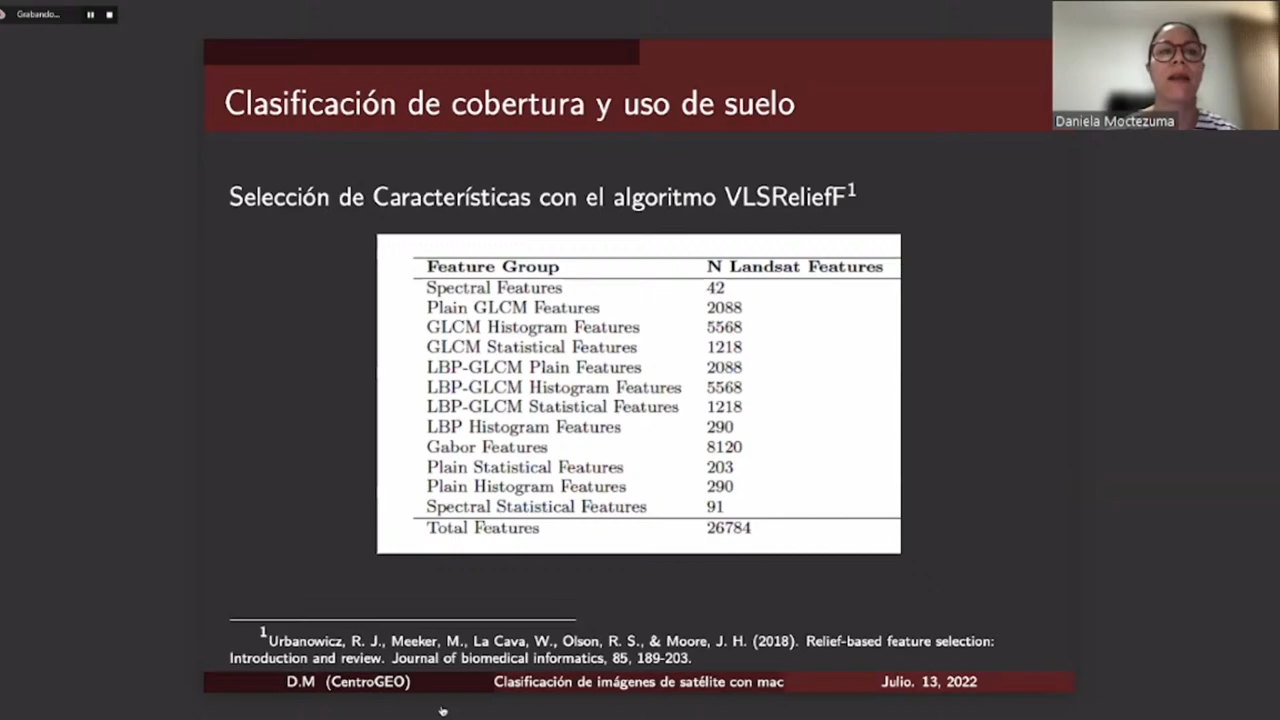 Grabando...
Clasificación de cobertura y uso de suelo
Daniela Moctezuma
Selección de Características con el algoritmo VLSReliefF1
Feature Group N Landsat Features
Spectral Features 42
Plain GLCM Features 2088
GLCM Histogram Features 5568
GLCM Statistical Features 1218
LBP-GLCM Plain Features 2088
LBP-GLCM Histogram Features 5568
LBP-GLCM Statistical Features 1218
LBP Histogram Features 290
Gabor Features 8120
Plain Statistical Features 203
Plain Histogram Features 290
Spectral Statistical Features 91
Total Features 26784
1Urbanowicz, R. J., Meeker, M., La Cava, W., Olson, R. S., & Moore, J. H. (2018). Relief-based feature selection:
Introduction and review. Journal of biomedical informatics, 85, 189-203.
D.M (CentroGEO) Clasificación de imágenes de satélite con mac Julio. 13, 2022